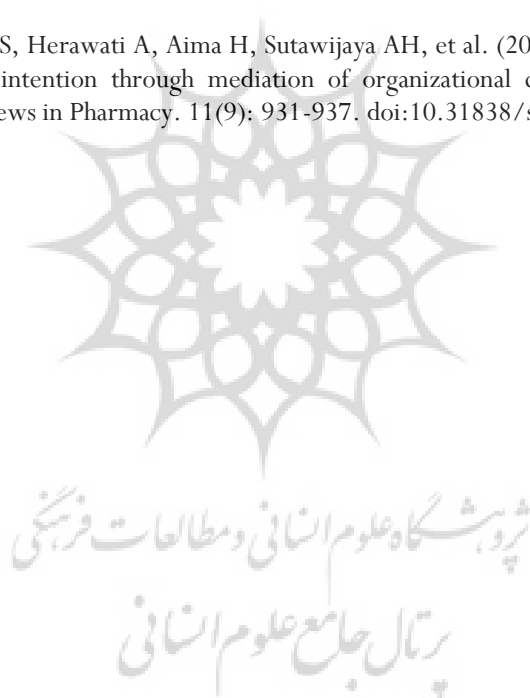 S, Herawati A, Aima H, Sutawijaya AH, et al. (20
intention through mediation of organizational
ews in Pharmacy. 11(9): 931-937. doi:10.31838/s
پژوهشگاه علوم انسانی و مطالعات فرهنگی
پرتال جامع علوم انسانی